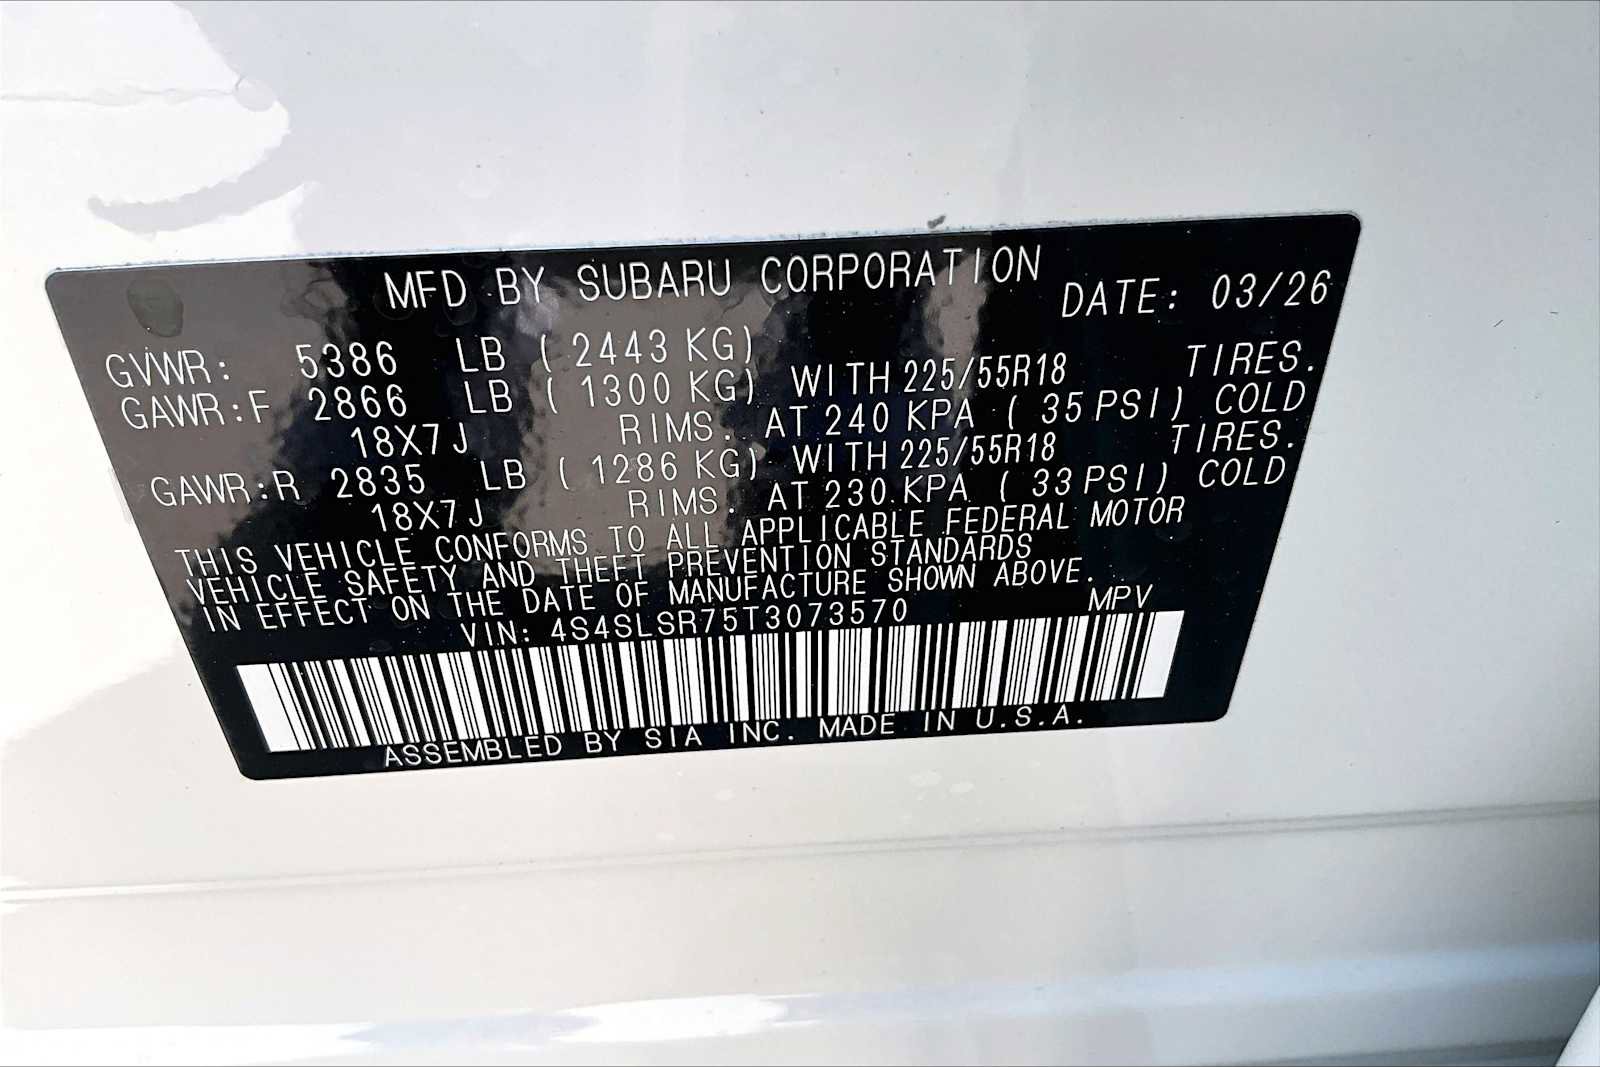 MFD BY SUBARU CORPORATION DATE: 03/26
GVWR: 5386 LB ( 2443 KG)
GAWR:F 2866 LB ( 1300 KG) WITH 225/55R18 TIRES.
18X7J RIMS. AT 240 KPA ( 35 PSI) COLD
GAWR:R 2835 LB ( 1286 KG) WITH 225/55R18 TIRES.
18X7J RIMS. AT 230 KPA ( 33 PSI) COLD
THIS VEHICLE CONFORMS TO ALL APPLICABLE FEDERAL MOTOR
VEHICLE SAFETY AND THEFT PREVENTION STANDARDS
IN EFFECT ON THE DATE OF MANUFACTURE SHOWN ABOVE.
VIN: 4S4SLSR75T3073570 MPV
ASSEMBLED BY SIA INC. MADE IN U.S.A.